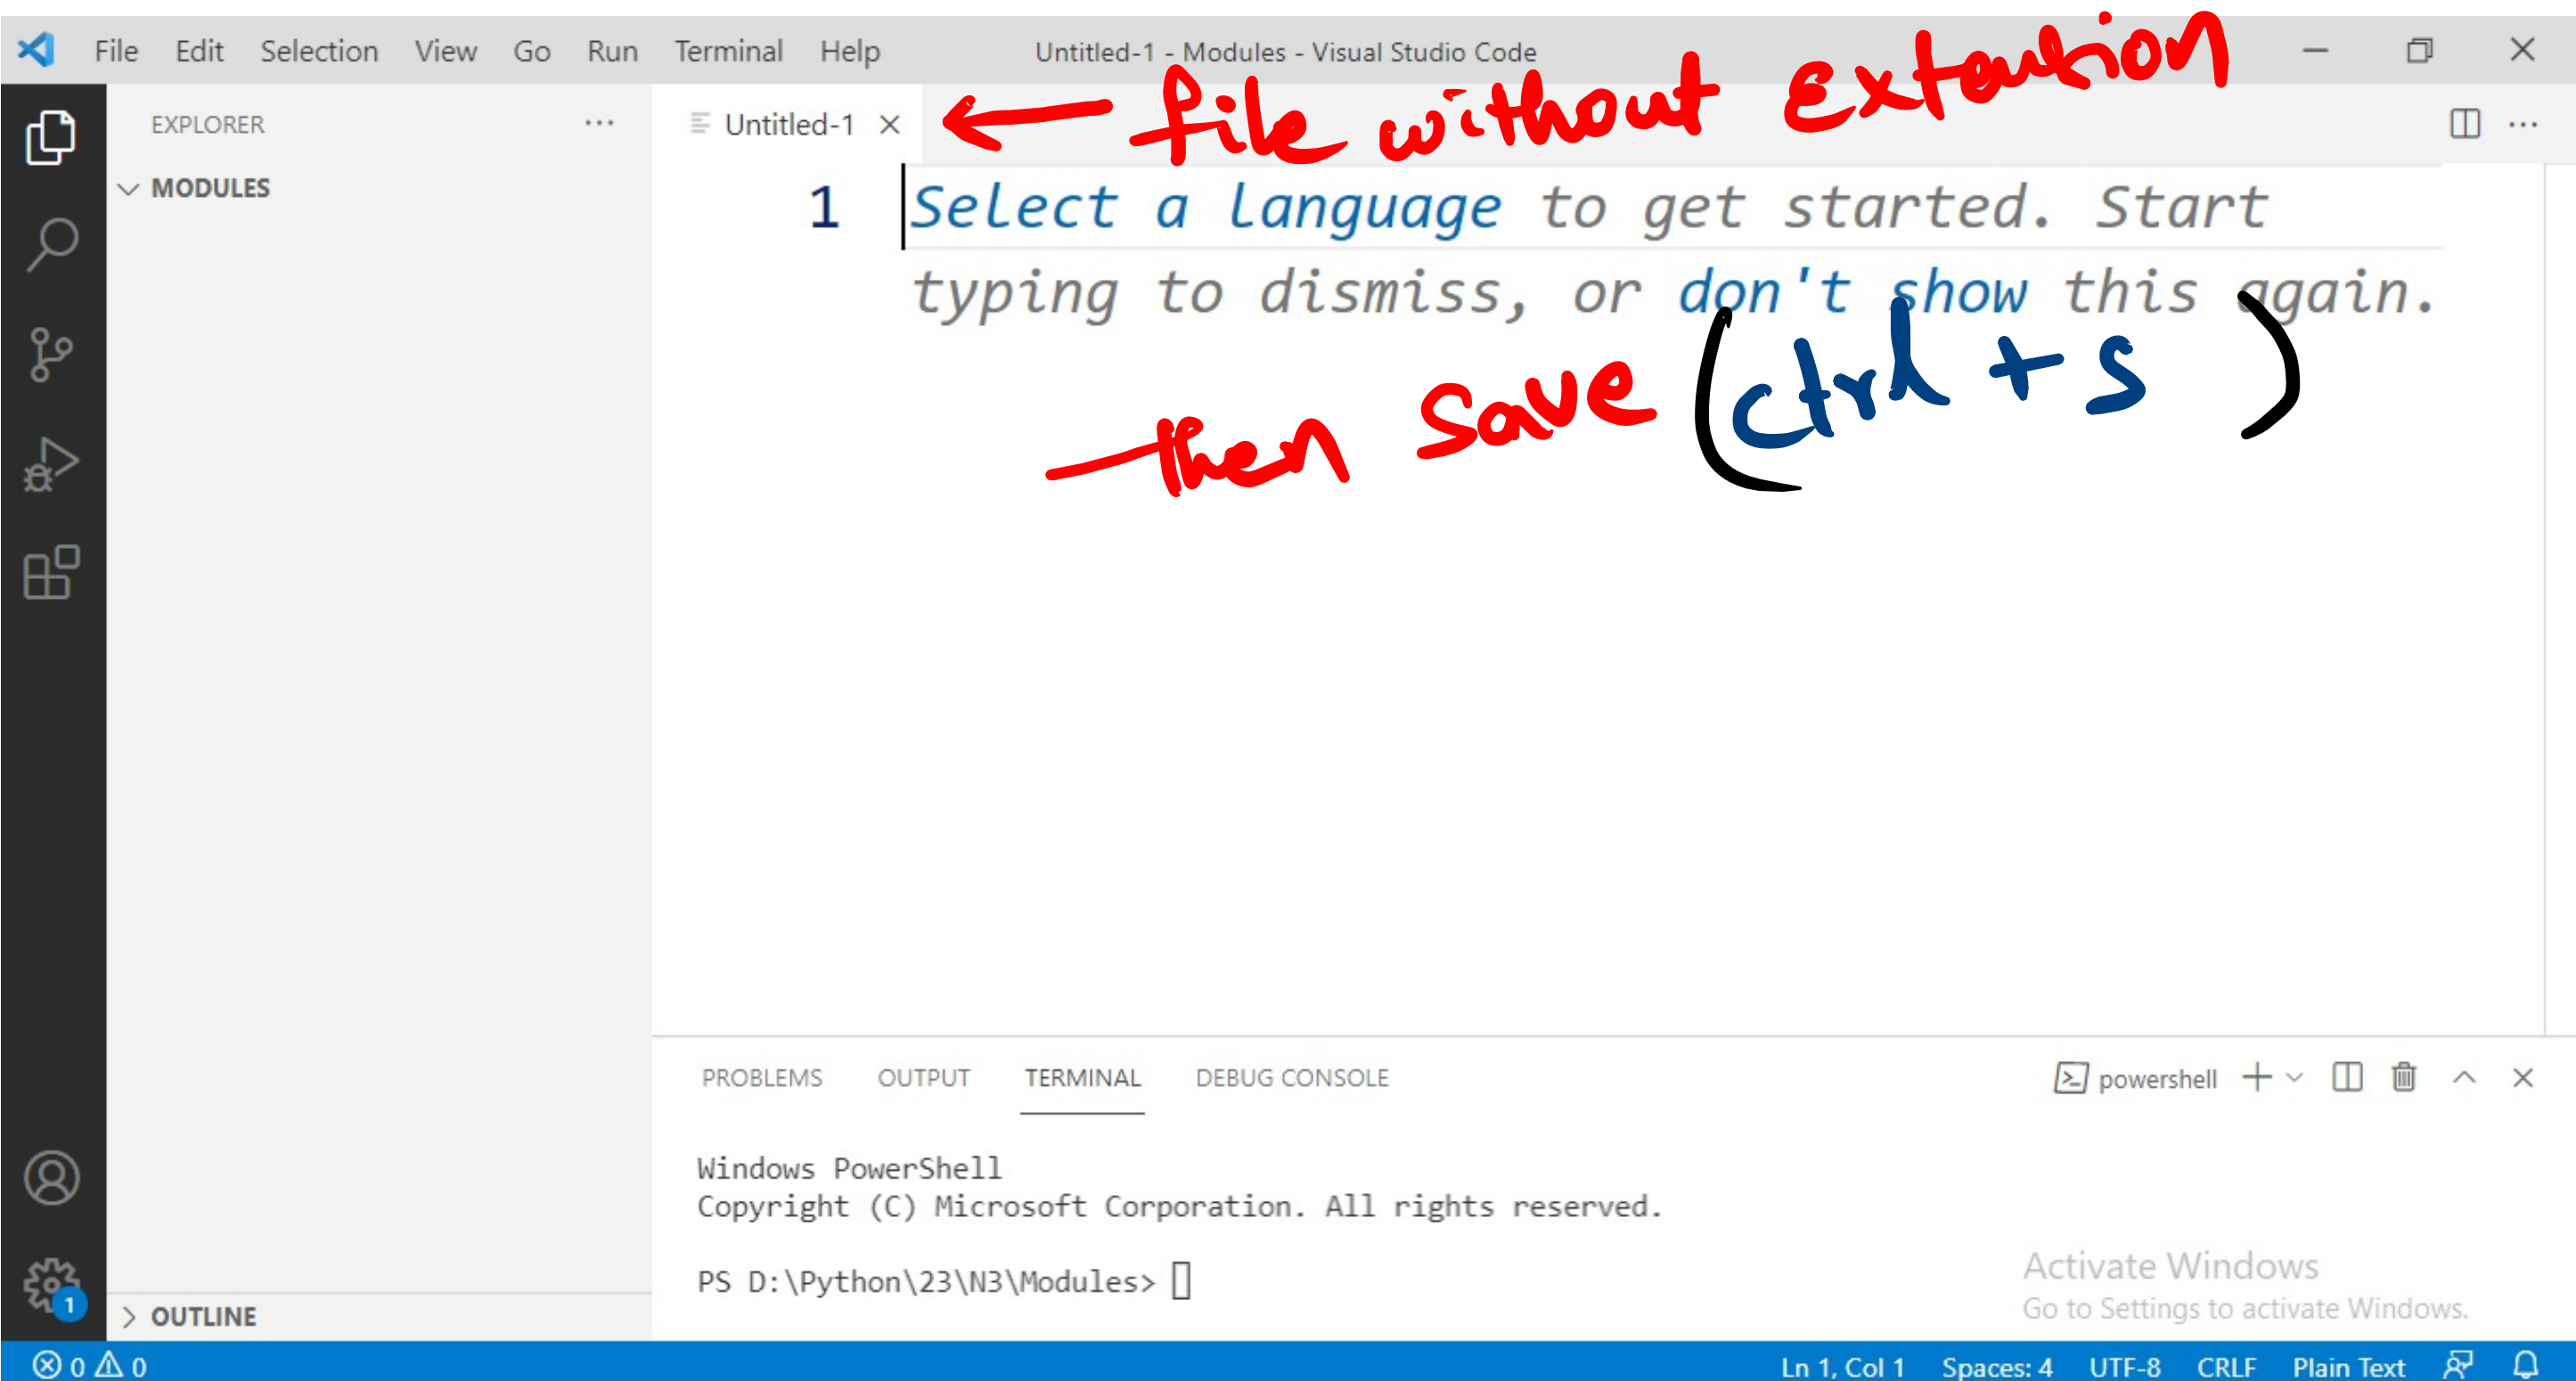 File Edit Selection View Go Run Terminal Help Untitled-1 - Modules - Visual Studio Code
EXPLORER ...
Untitled-1 ← file without Extention
MODULES
1 Select a language to get started. Start
typing to dismiss, or don't show this again.
then save (ctrl + s)
PROBLEMS OUTPUT TERMINAL DEBUG CONSOLE powershell
Windows PowerShell
Copyright (C) Microsoft Corporation. All rights reserved.
PS D:\Python\23\N3\Modules>
Activate Windows
Go to Settings to activate Windows.
1
OUTLINE
0 0 Ln 1, Col 1 Spaces: 4 UTF-8 CRLF Plain Text